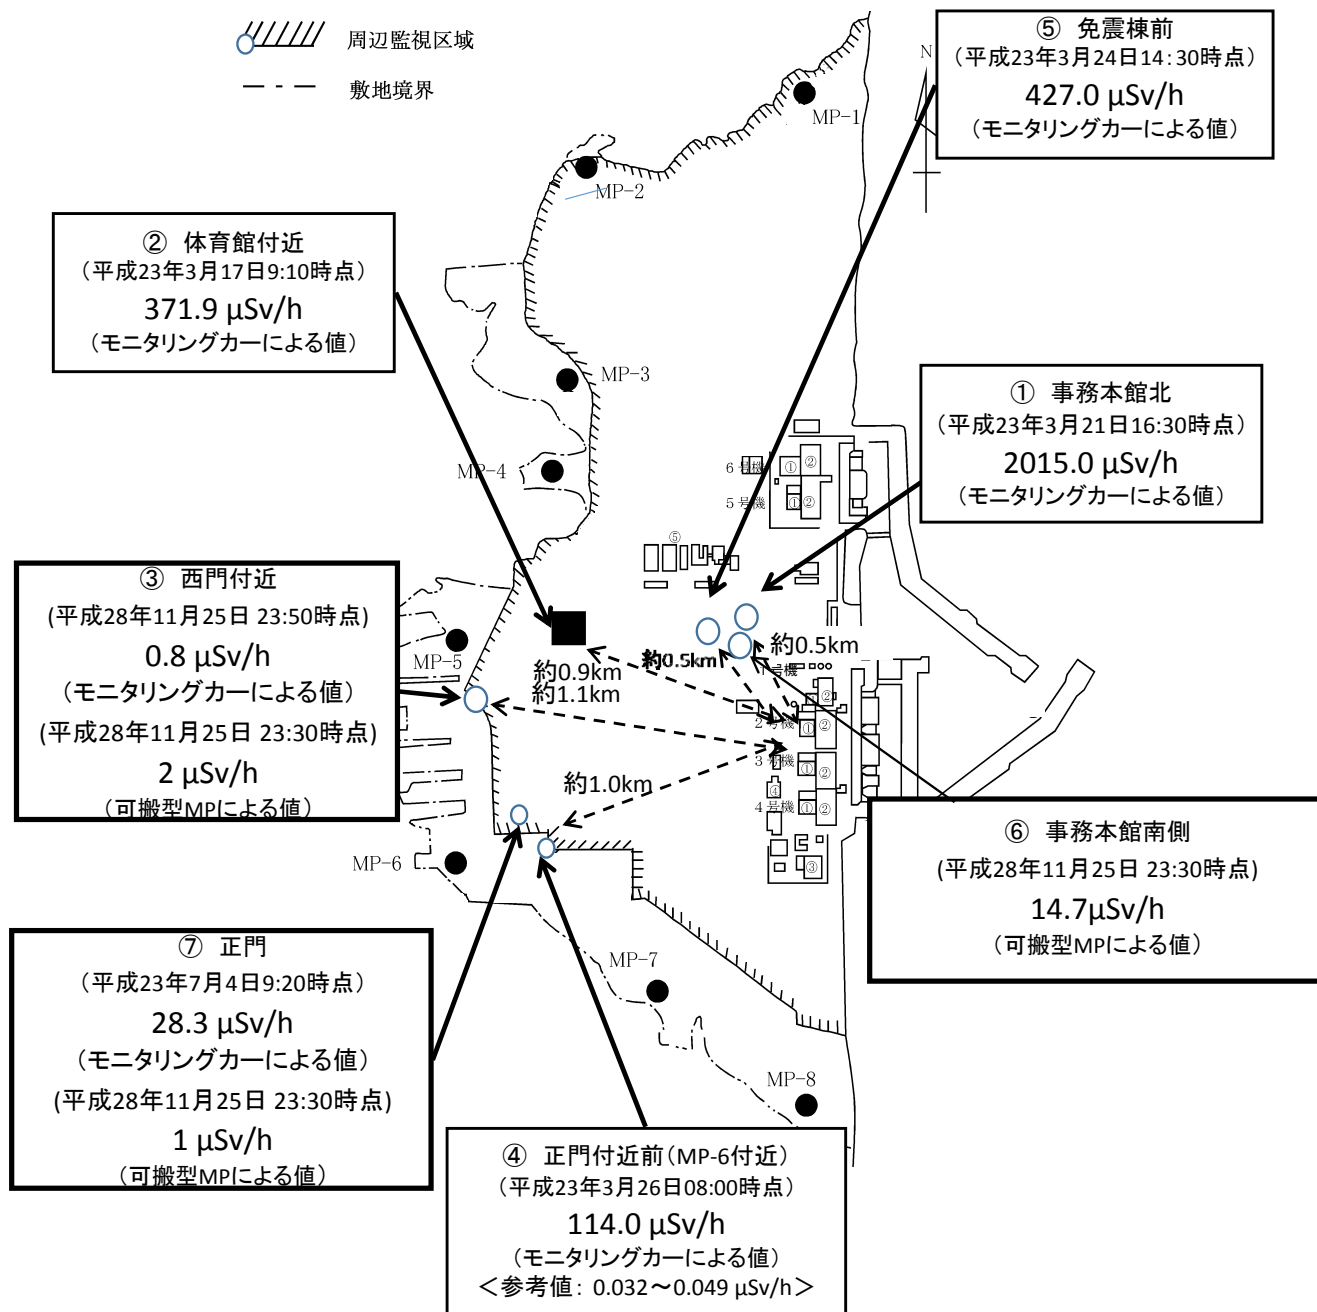 周辺監視区域
敷地境界
⑤ 免震棟前
（平成23年3月24日14：30時点）
427.0 μSv/h
（モニタリングカーによる値）
N
MP-1
MP-2
② 体育館付近
（平成23年3月17日9:10時点）
371.9 μSv/h
（モニタリングカーによる値）
MP-3
MP-4
① 事務本館北
（平成23年3月21日16:30時点）
2015.0 μSv/h
（モニタリングカーによる値）
6号機
①
②
5号機
①
②
⑤
③ 西門付近
(平成28年11月25日 23:50時点)
0.8 μSv/h
（モニタリングカーによる値）
(平成28年11月25日 23:30時点)
2 μSv/h
（可搬型MPによる値）
MP-5
約0.9km
約1.1km
約0.5km
約0.5km
1号機
②
2号機
①
②
3号機
①
②
④
4号機
①
②
③
約1.0km
MP-6
⑥ 事務本館南側
(平成28年11月25日 23:30時点)
14.7μSv/h
（可搬型MPによる値）
⑦ 正門
（平成23年7月4日9:20時点）
28.3 μSv/h
（モニタリングカーによる値）
(平成28年11月25日 23:30時点)
1 μSv/h
（可搬型MPによる値）
MP-7
MP-8
④ 正門付近前（MP-6付近）
（平成23年3月26日08:00時点）
114.0 μSv/h
（モニタリングカーによる値）
＜参考値: 0.032～0.049 μSv/h＞